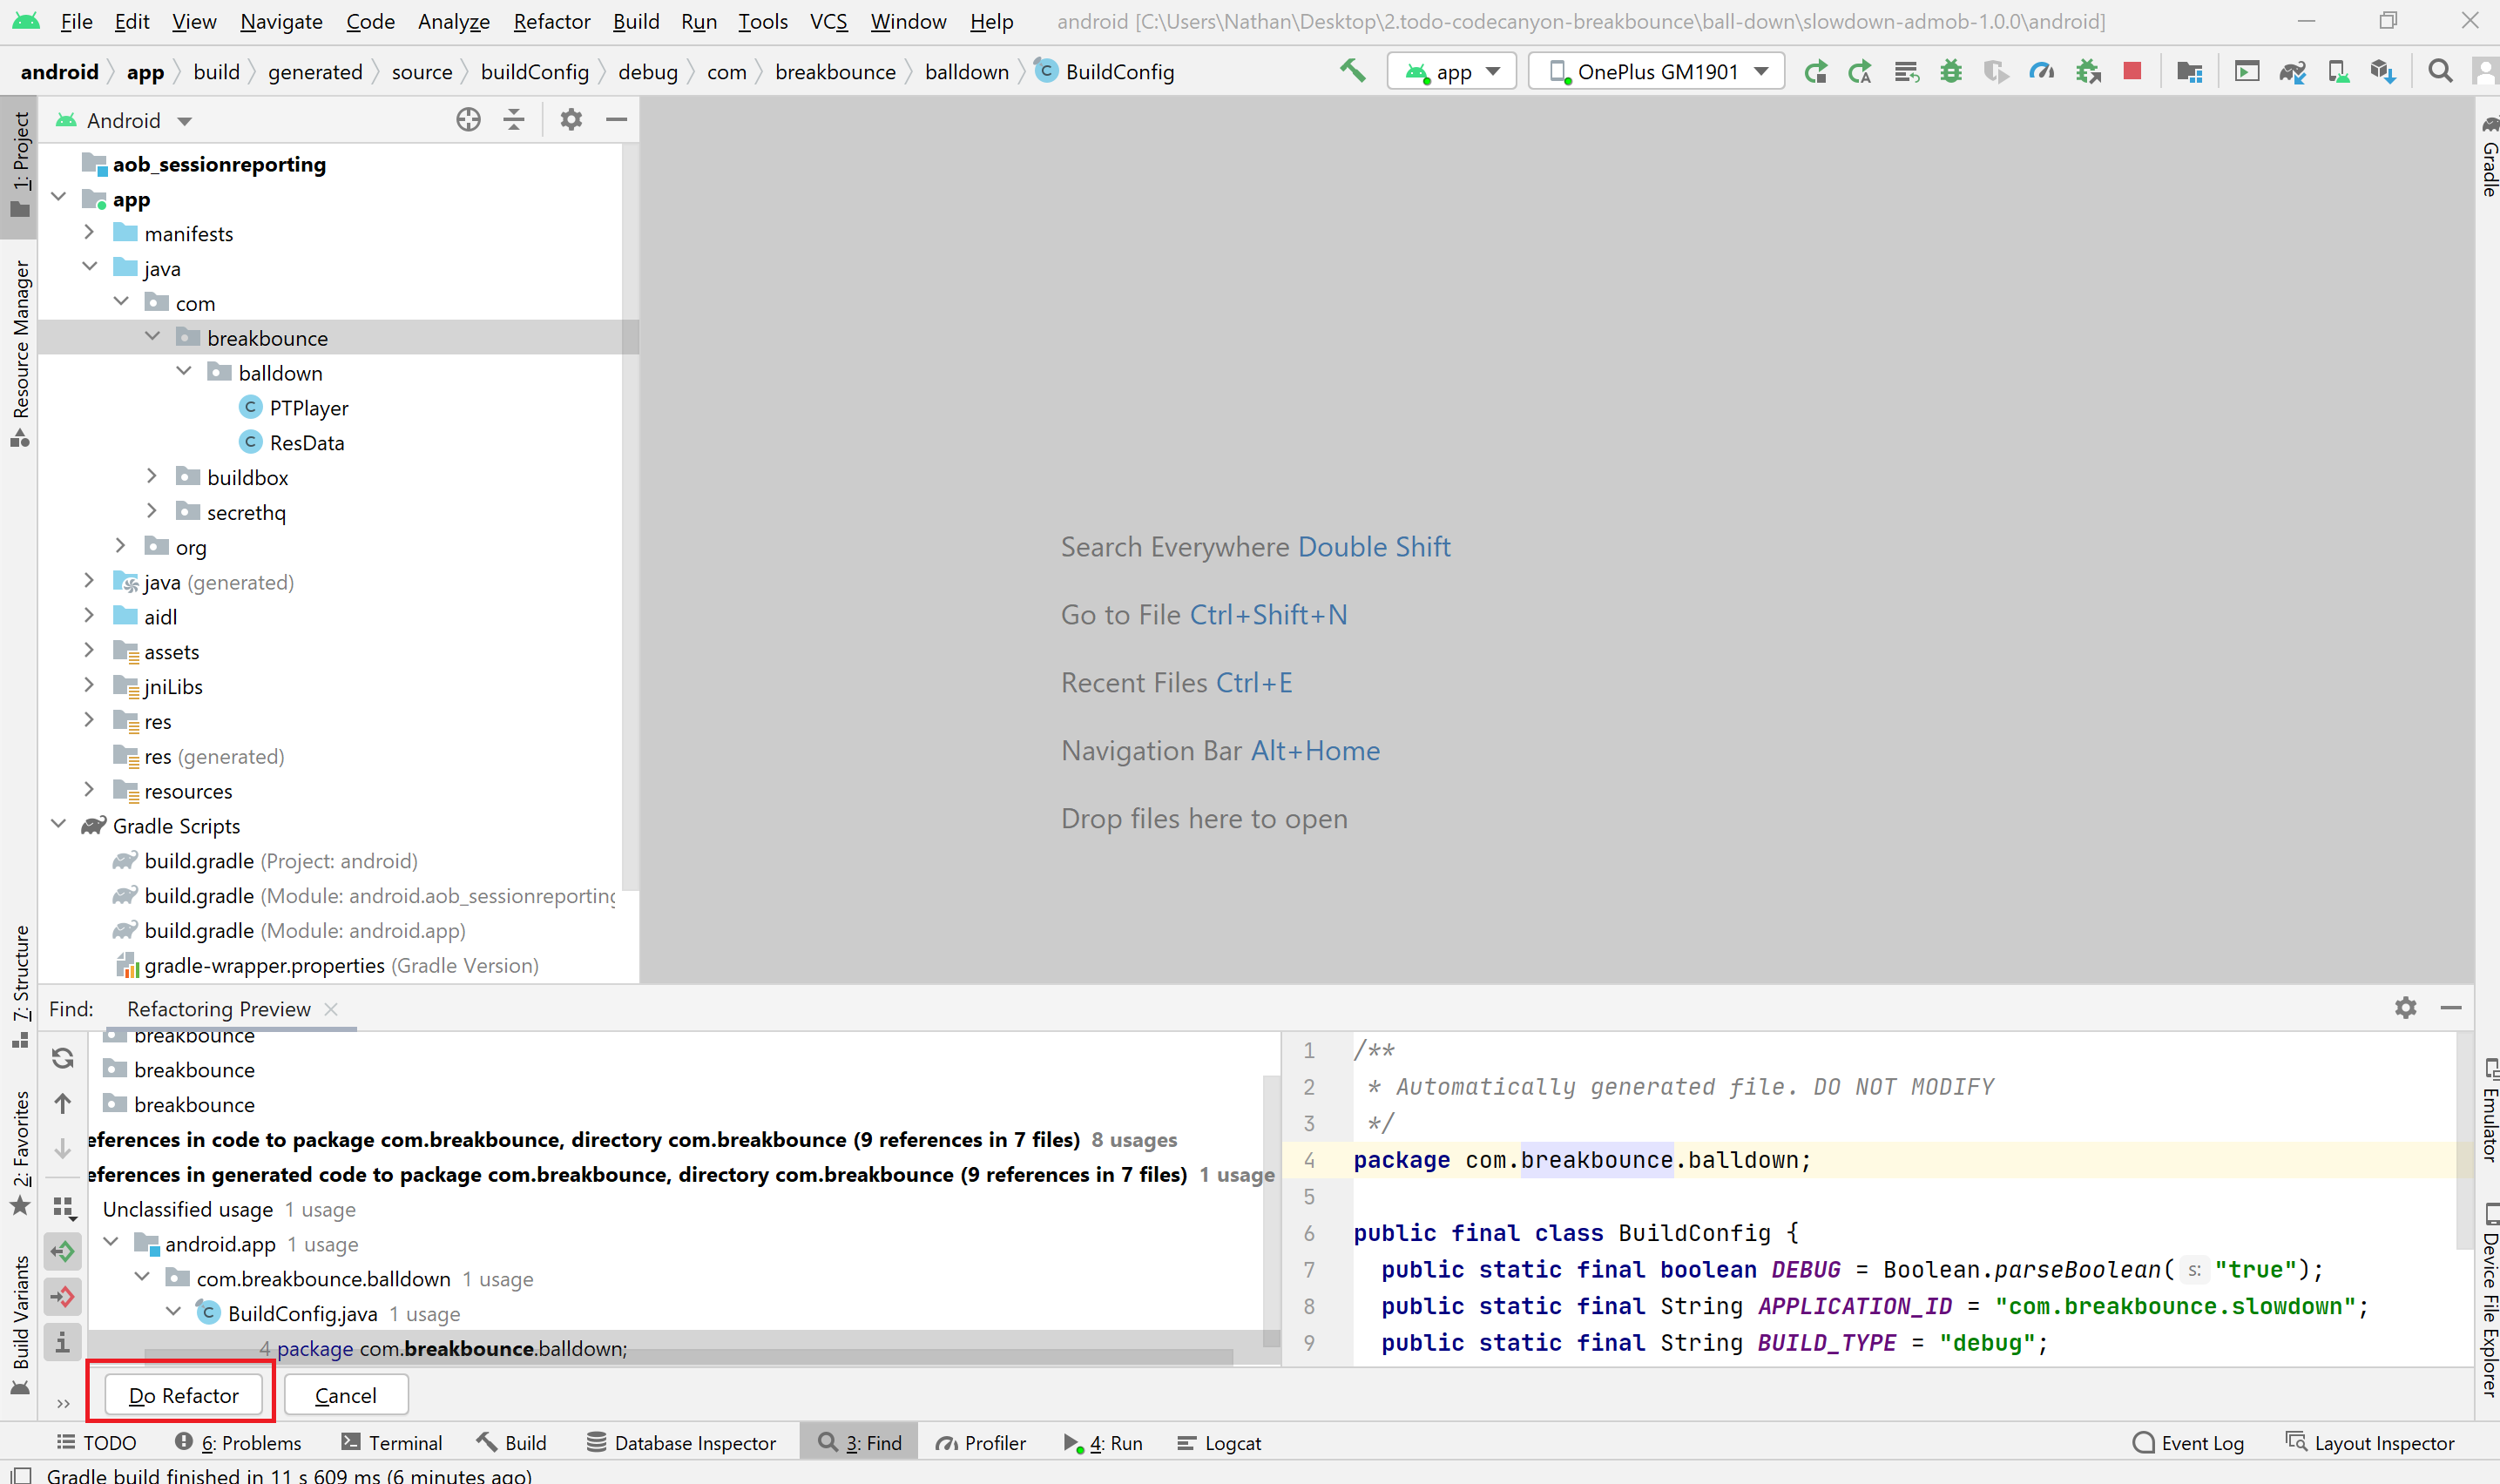 File Edit View Navigate Code Analyze Refactor Build Run Tools VCS Window Help android [C:\Users\Nathan\Desktop\2.todo-codecanyon-breakbounce\ball-down\slowdown-admob-1.0.0\android]
android app build generated source buildConfig debug com breakbounce balldown BuildConfig app OnePlus GM1901
1: Project
Resource Manager
7: Structure
2: Favorites
Build Variants
Android
aob_sessionreporting
app
manifests
java
com
breakbounce
balldown
PTPlayer
ResData
buildbox
secrethq
org
java (generated)
aidl
assets
jniLibs
res
res (generated)
resources
Gradle Scripts
build.gradle (Project: android)
build.gradle (Module: android.aob_sessionreporting
build.gradle (Module: android.app)
gradle-wrapper.properties (Gradle Version)
Search Everywhere Double Shift
Go to File Ctrl+Shift+N
Recent Files Ctrl+E
Navigation Bar Alt+Home
Drop files here to open
Gradle
Emulator
Device File Explorer
Find: Refactoring Preview
breakbounce
breakbounce
breakbounce
eferences in code to package com.breakbounce, directory com.breakbounce (9 references in 7 files) 8 usages
eferences in generated code to package com.breakbounce, directory com.breakbounce (9 references in 7 files) 1 usage
Unclassified usage 1 usage
android.app 1 usage
com.breakbounce.balldown 1 usage
BuildConfig.java 1 usage
4 package com.breakbounce.balldown;
1 /**
2 * Automatically generated file. DO NOT MODIFY
3 */
4 package com.breakbounce.balldown;
5
6 public final class BuildConfig {
7 public static final boolean DEBUG = Boolean.parseBoolean( s: "true");
8 public static final String APPLICATION_ID = "com.breakbounce.slowdown";
9 public static final String BUILD_TYPE = "debug";
Do Refactor Cancel
TODO 6: Problems Terminal Build Database Inspector 3: Find Profiler 4: Run Logcat Event Log Layout Inspector
Gradle build finished in 11 s 609 ms (6 minutes ago)